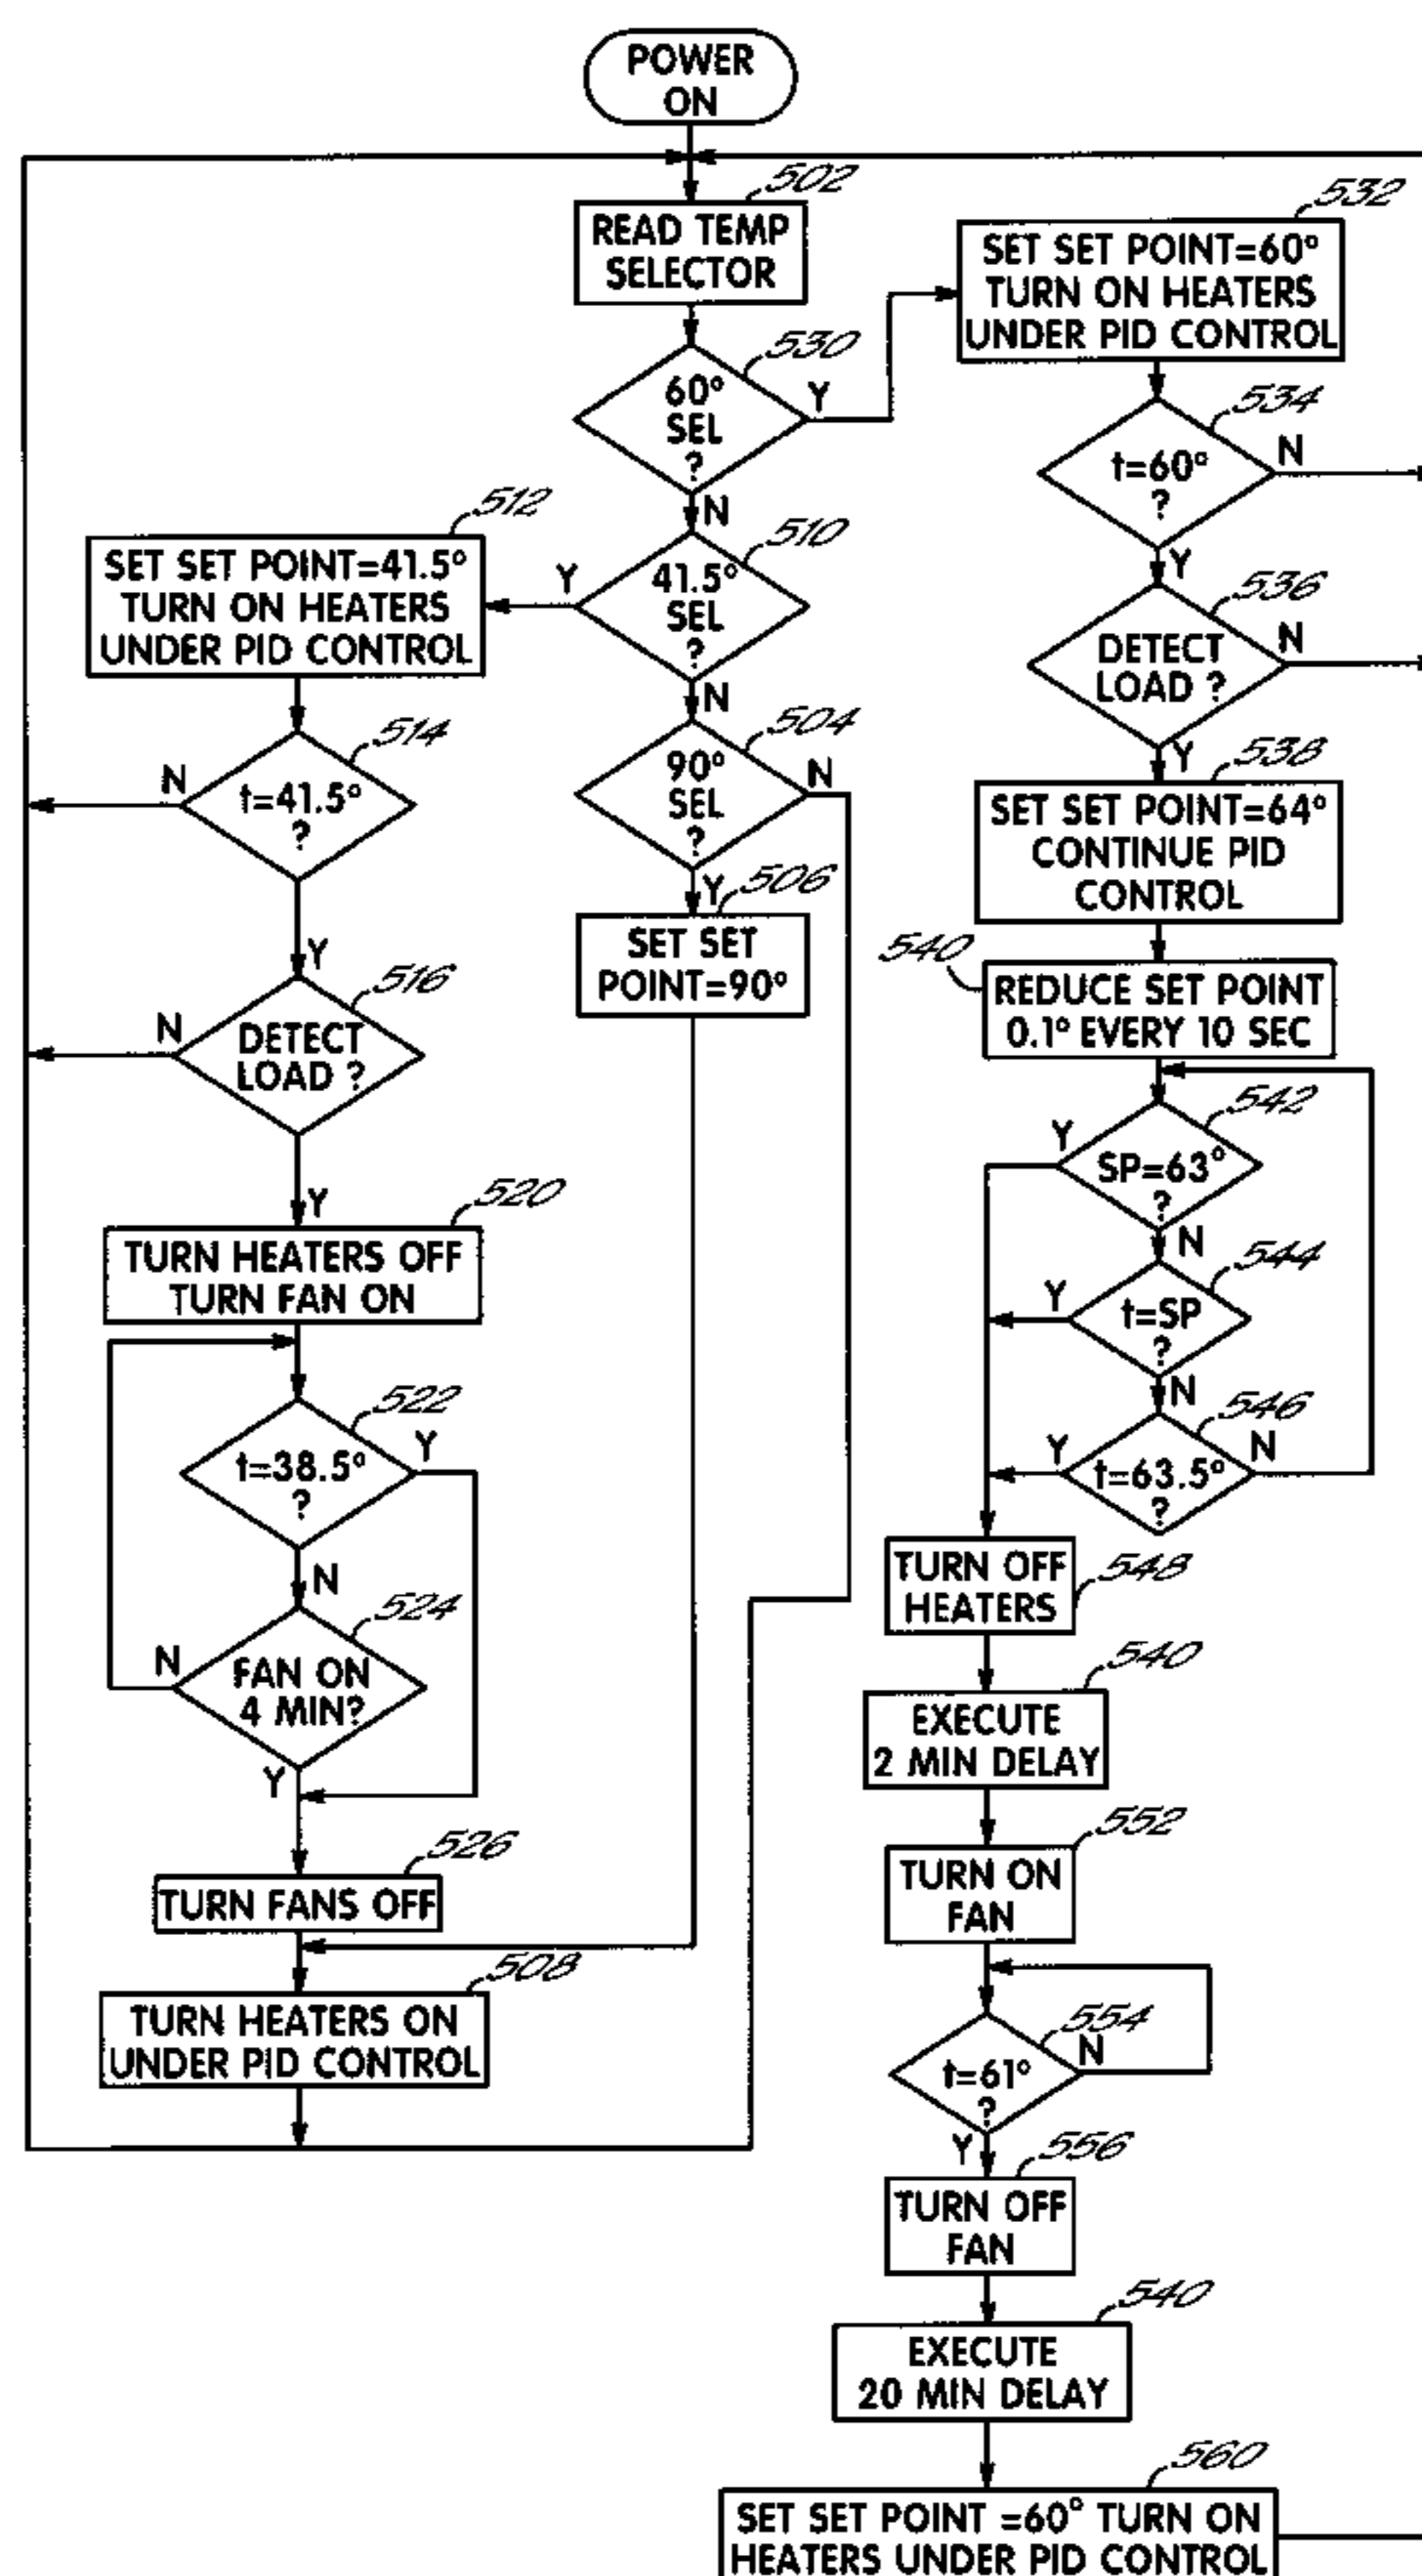 POWER
ON
502
READ TEMP
SELECTOR
530
60°
SEL
?
Y
N
510
41.5°
SEL
?
Y
N
504
90°
SEL
?
N
Y
506
SET SET
POINT=90°
512
SET SET POINT=41.5°
TURN ON HEATERS
UNDER PID CONTROL
514
N
t=41.5°
?
Y
516
N
DETECT
LOAD ?
Y
520
TURN HEATERS OFF
TURN FAN ON
522
Y
t=38.5°
?
N
524
N
FAN ON
4 MIN?
Y
526
TURN FANS OFF
508
TURN HEATERS ON
UNDER PID CONTROL
532
SET SET POINT=60°
TURN ON HEATERS
UNDER PID CONTROL
534
N
t=60°
?
Y
536
N
DETECT
LOAD ?
Y
538
SET SET POINT=64°
CONTINUE PID
CONTROL
540
REDUCE SET POINT
0.1° EVERY 10 SEC
542
Y
SP=63°
?
N
544
Y
t=SP
?
N
546
Y
N
t=63.5°
?
TURN OFF
HEATERS
548
540
EXECUTE
2 MIN DELAY
552
TURN ON
FAN
554
N
t=61°
?
Y
556
TURN OFF
FAN
540
EXECUTE
20 MIN DELAY
560
SET SET POINT =60° TURN ON
HEATERS UNDER PID CONTROL